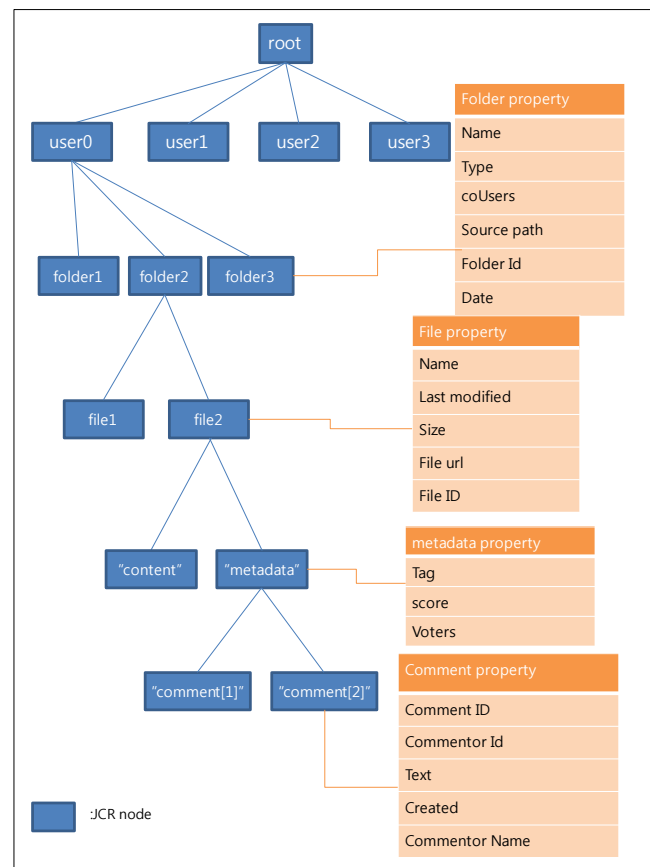 root
user0
user1
user2
user3
Folder property
Name
Type
coUsers
Source path
Folder Id
Date
folder1
folder2
folder3
File property
Name
Last modified
Size
File url
File ID
file1
file2
"content"
"metadata"
metadata property
Tag
score
Voters
"comment[1]"
"comment[2]"
Comment property
Comment ID
Commentor Id
Text
Created
Commentor Name
:JCR node